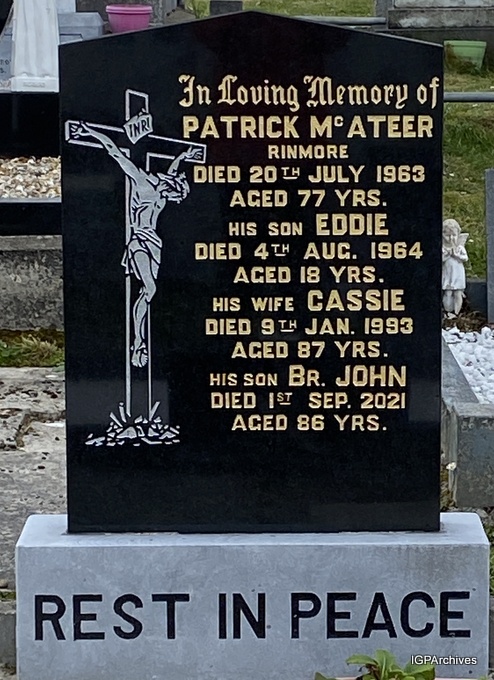 INRI
In Loving Memory of
PATRICK McATEER
RINMORE
DIED 20TH JULY 1963
AGED 77 YRS.
HIS SON EDDIE
DIED 4TH AUG. 1964
AGED 18 YRS.
HIS WIFE CASSIE
DIED 9TH JAN. 1993
AGED 87 YRS.
HIS SON BR. JOHN
DIED 1ST SEP. 2021
AGED 86 YRS.
REST IN PEACE
IGPArchives